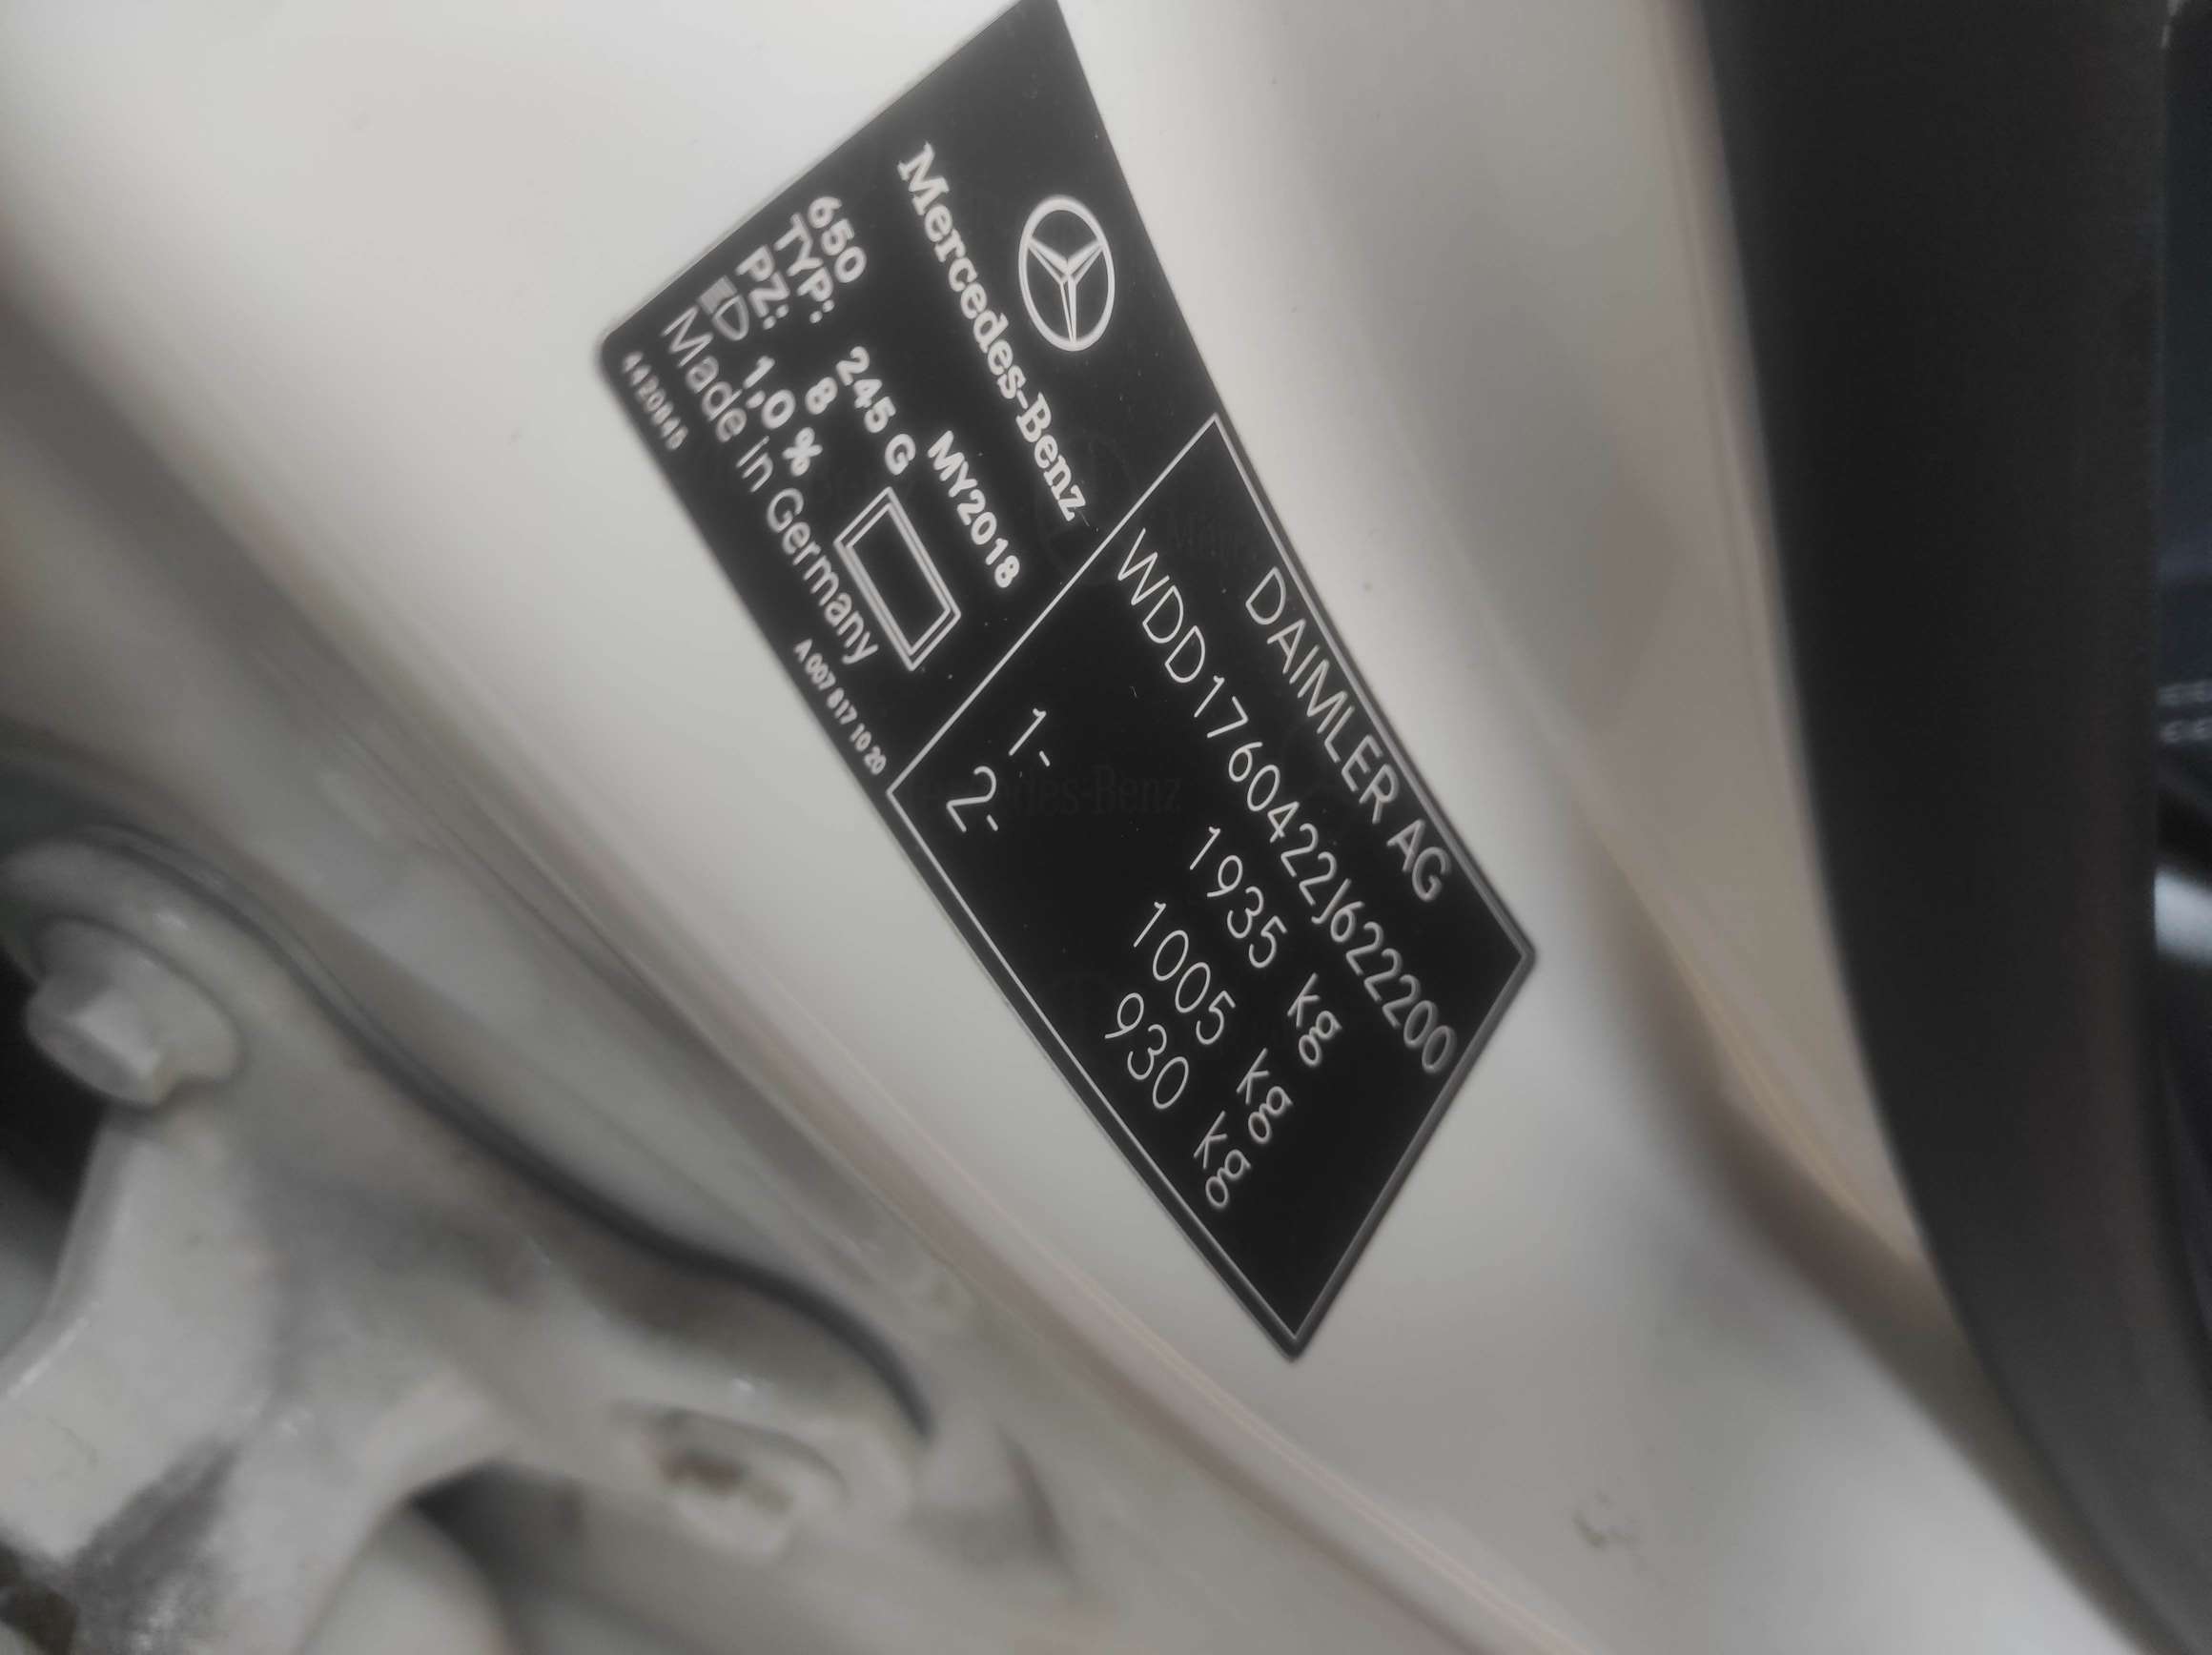 Mercedes-Benz
650 MY2018
TYP: 245 G
PZ: 8
1,0 %
Made in Germany
4420845 A 007 817 10 20
DAIMLER AG
WDD1760422J622200
1935 kg
1- 1005 kg
2- 930 kg